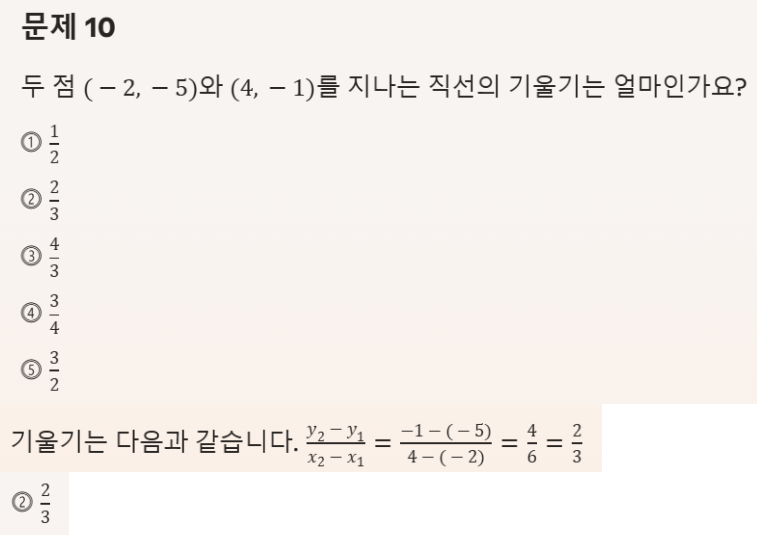 문제 10
두 점 (− 2, − 5)와 (4, − 1)를 지나는 직선의 기울기는 얼마인가요?
① 1/2
② 2/3
③ 4/3
④ 3/4
⑤ 3/2
기울기는 다음과 같습니다. (y₂ − y₁)/(x₂ − x₁) = (−1 − (− 5))/(4 − (− 2)) = 4/6 = 2/3
② 2/3